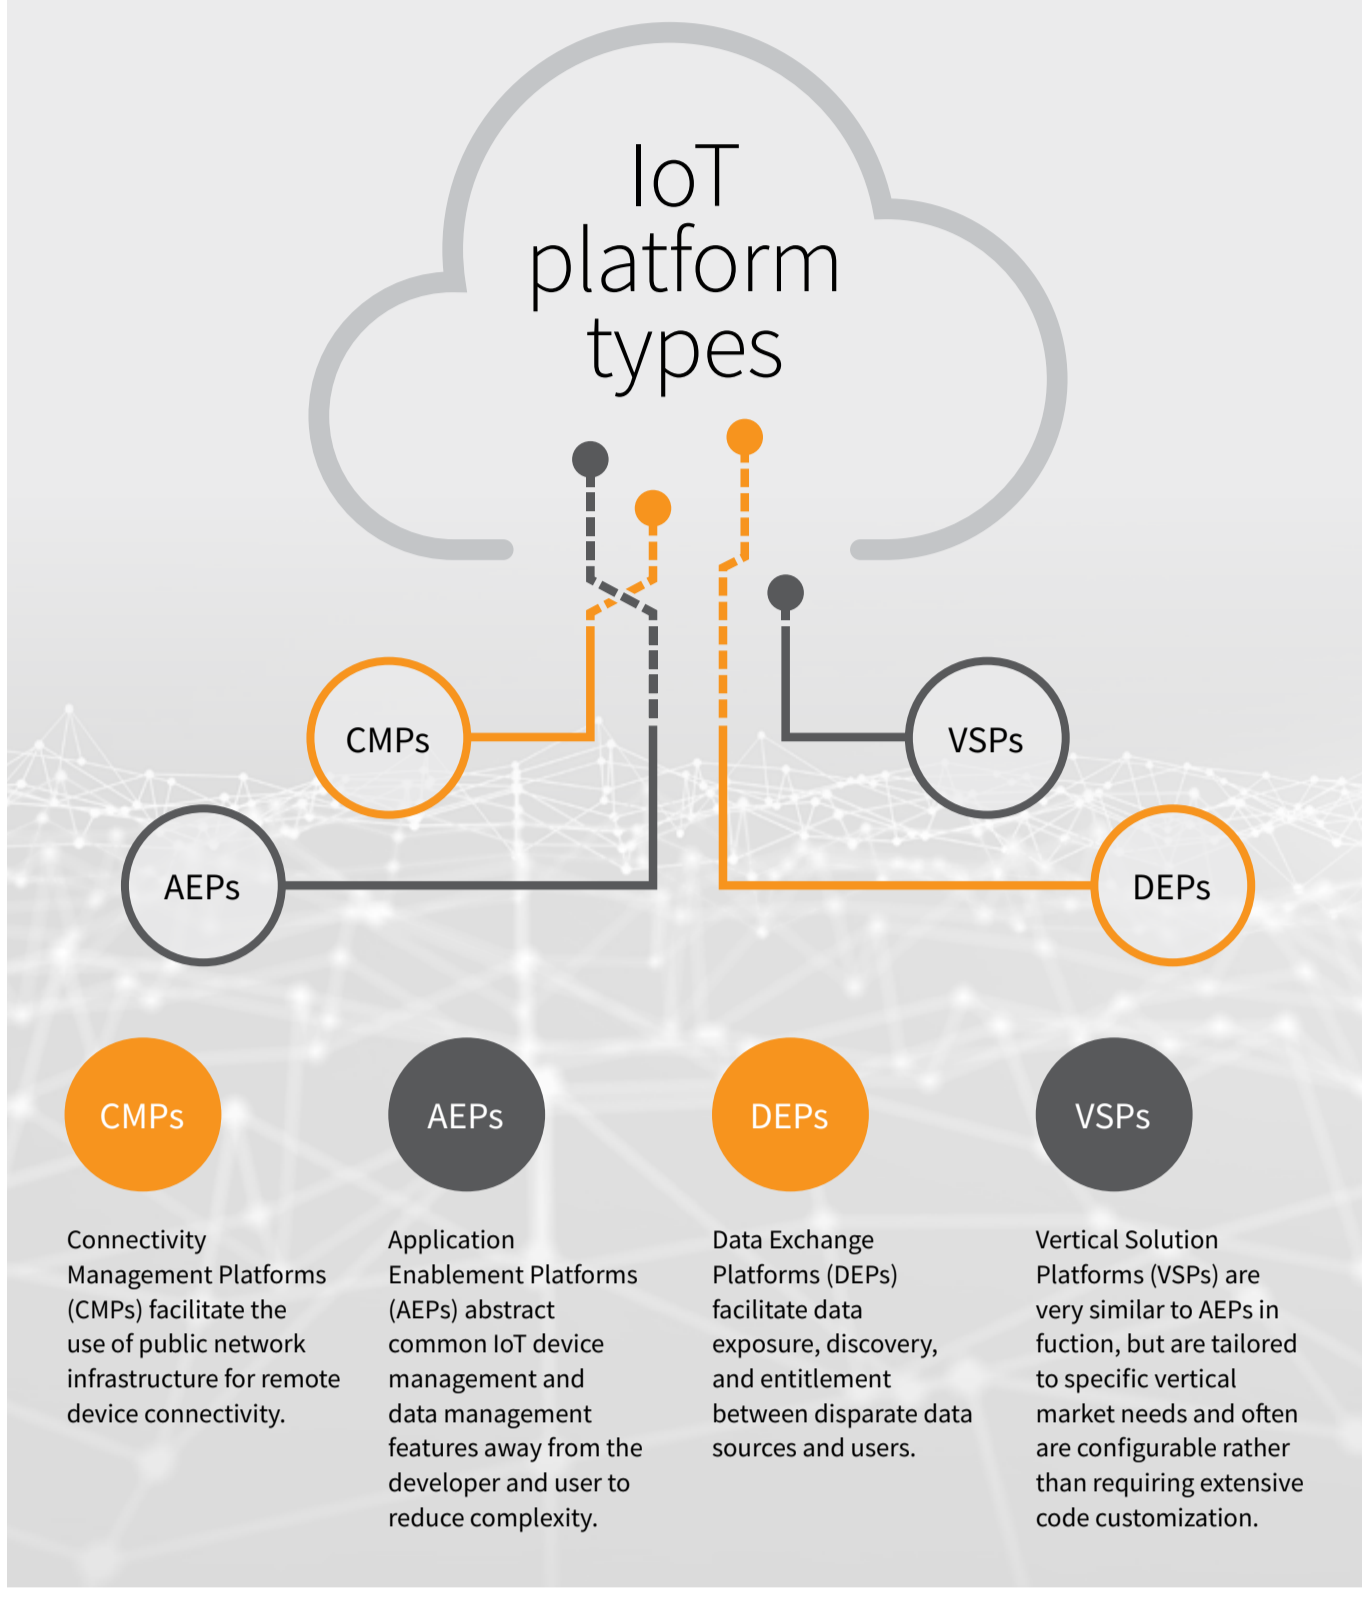 IoT
platform
types
CMPs
VSPs
AEPs
DEPs
CMPs
AEPs
DEPs
VSPs
Connectivity
Management Platforms
(CMPs) facilitate the
use of public network
infrastructure for remote
device connectivity.
Application
Enablement Platforms
(AEPs) abstract
common IoT device
management and
data management
features away from the
developer and user to
reduce complexity.
Data Exchange
Platforms (DEPs)
facilitate data
exposure, discovery,
and entitlement
between disparate data
sources and users.
Vertical Solution
Platforms (VSPs) are
very similar to AEPs in
fuction, but are tailored
to specific vertical
market needs and often
are configurable rather
than requiring extensive
code customization.